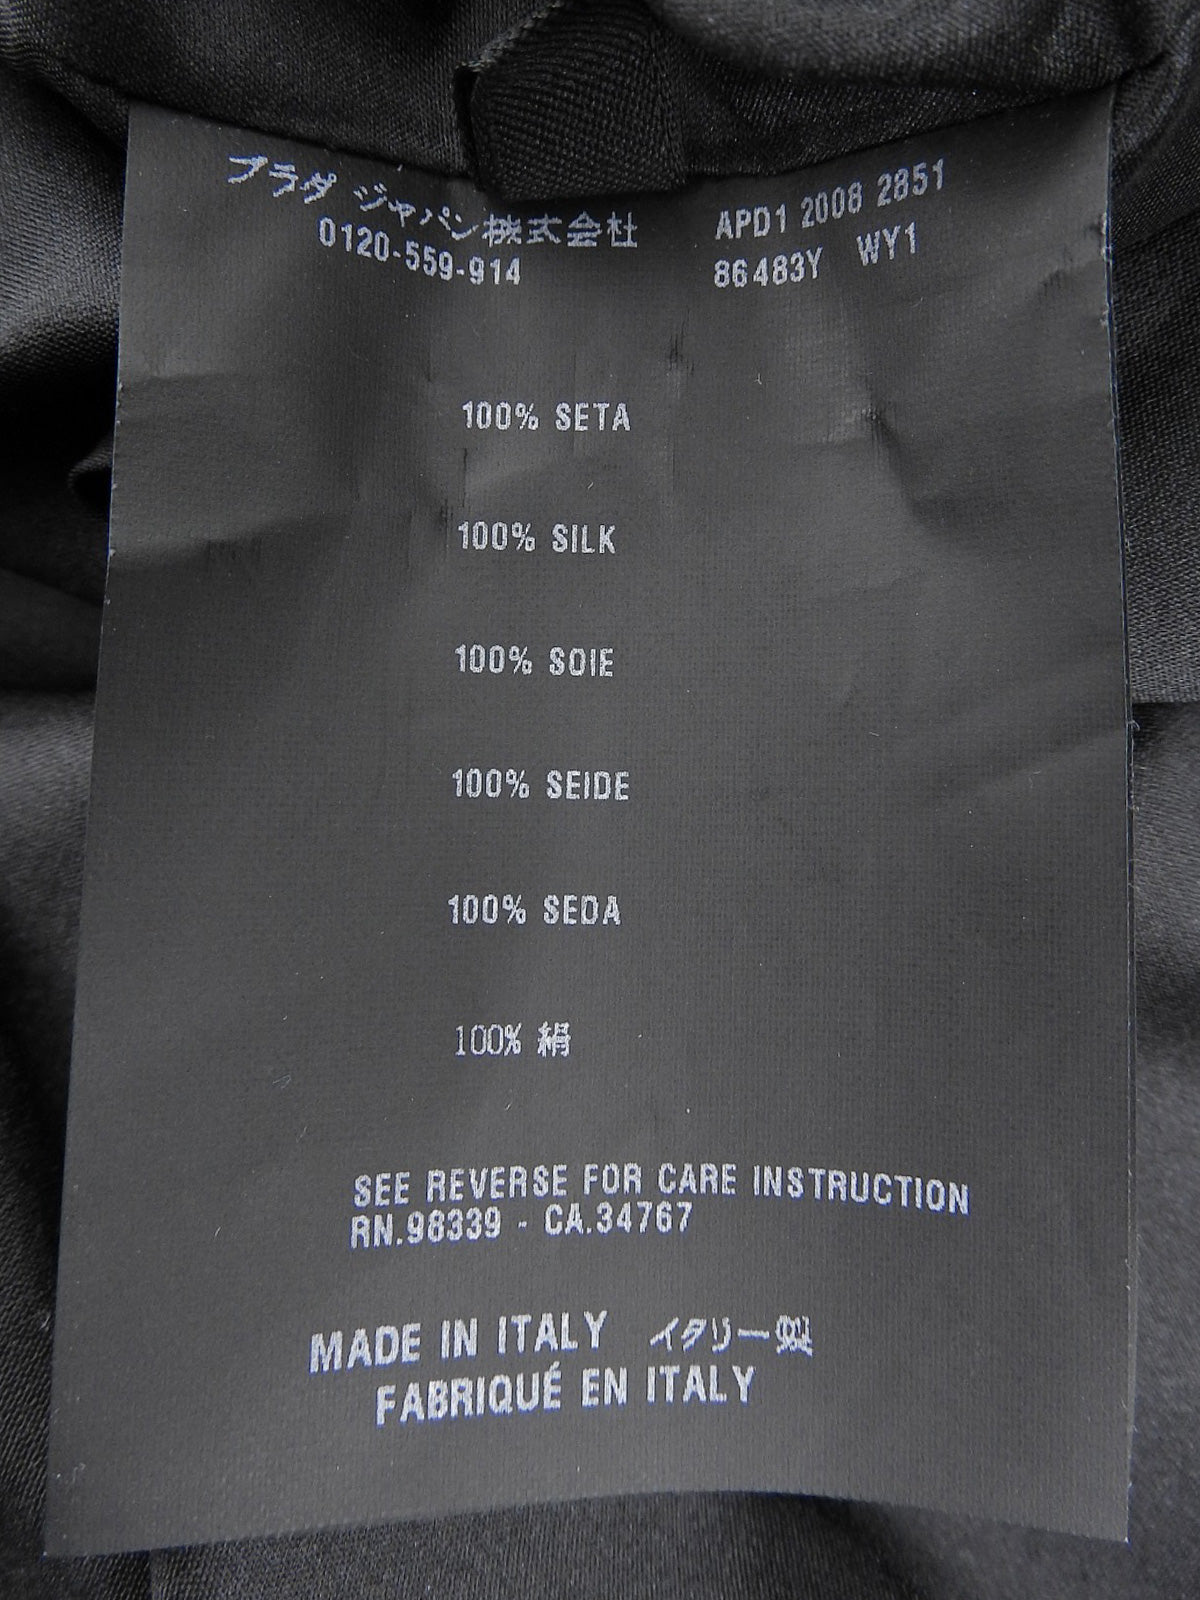 プラダ ジャパン株式会社
0120-559-914
APD1 2008 2851
86483Y WY1
100% SETA
100% SILK
100% SOIE
100% SEIDE
100% SEDA
100% 絹
SEE REVERSE FOR CARE INSTRUCTION
RN.98339 - CA.34767
MADE IN ITALY イタリー製
FABRIQUÉ EN ITALY